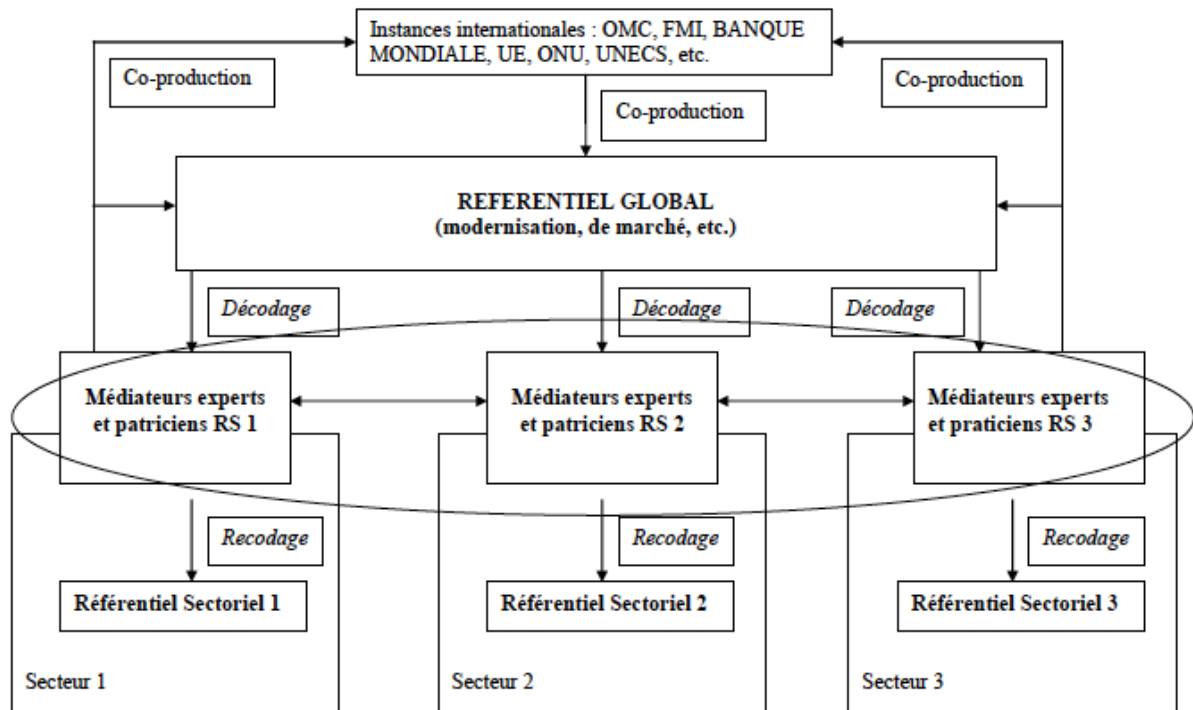 Instances internationales : OMC, FMI, BANQUE
MONDIALE, UE, ONU, UNECS, etc.
Co-production
Co-production
Co-production
REFERENTIEL GLOBAL
(modernisation, de marché, etc.)
Décodage
Décodage
Décodage
Médiateurs experts
et patriciens RS 1
Médiateurs experts
et patriciens RS 2
Médiateurs experts
et praticiens RS 3
Recodage
Recodage
Recodage
Référentiel Sectoriel 1
Référentiel Sectoriel 2
Référentiel Sectoriel 3
Secteur 1
Secteur 2
Secteur 3